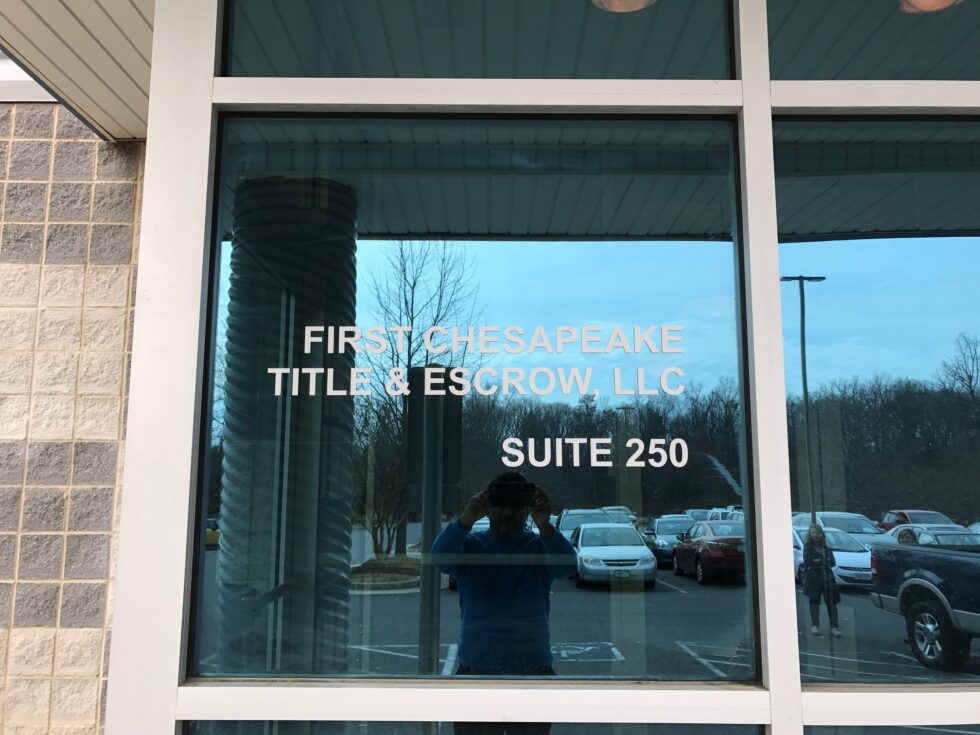 FIRST CHESAPEAKE
TITLE & ESCROW, LLC
SUITE 250